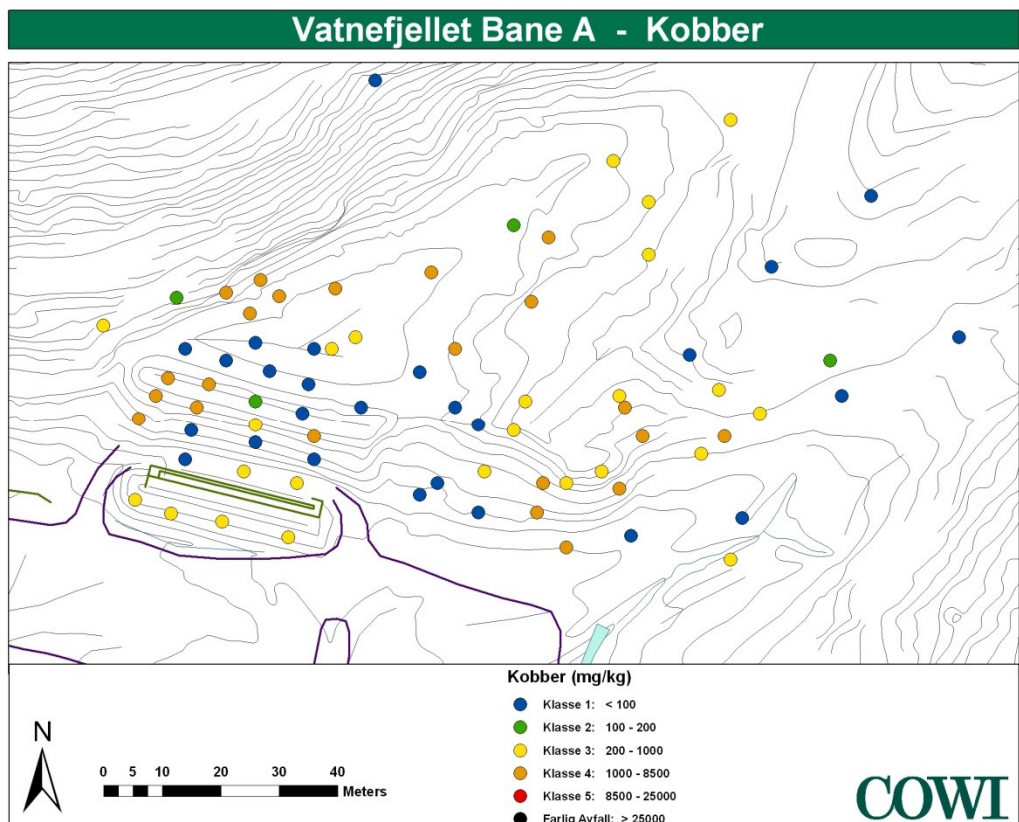 Vatnefjellet Bane A - Kobber
Kobber (mg/kg)
Klasse 1: < 100
Klasse 2: 100 - 200
Klasse 3: 200 - 1000
Klasse 4: 1000 - 8500
Klasse 5: 8500 - 25000
Farlig Avfall: > 25000
N
0 5 10 20 30 40
Meters
COWI